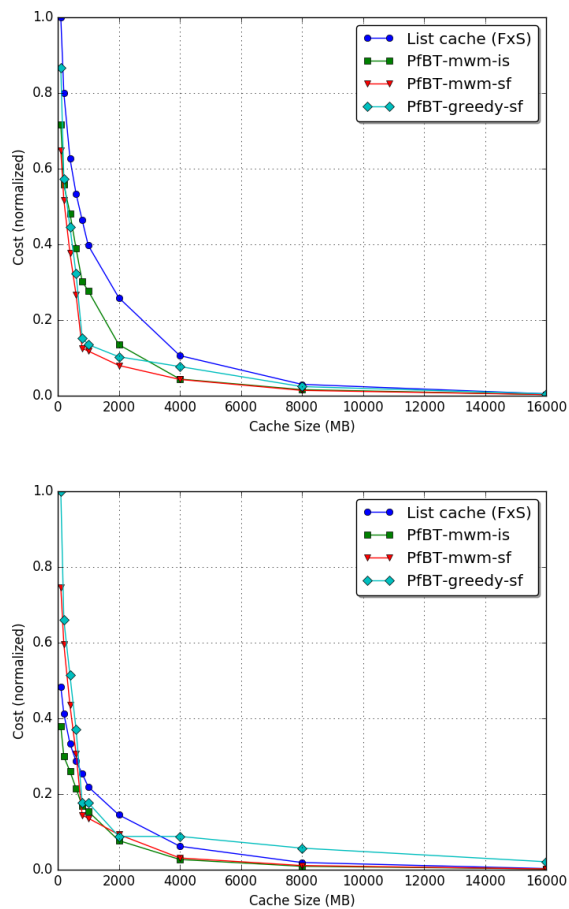 1.0
List cache (FxS)
PfBT-mwm-is
PfBT-mwm-sf
PfBT-greedy-sf
0.8
0.6
0.4
0.2
0.0
Cost (normalized)
0 2000 4000 6000 8000 10000 12000 14000 16000
Cache Size (MB)
1.0
List cache (FxS)
PfBT-mwm-is
PfBT-mwm-sf
PfBT-greedy-sf
0.8
0.6
0.4
0.2
0.0
Cost (normalized)
0 2000 4000 6000 8000 10000 12000 14000 16000
Cache Size (MB)